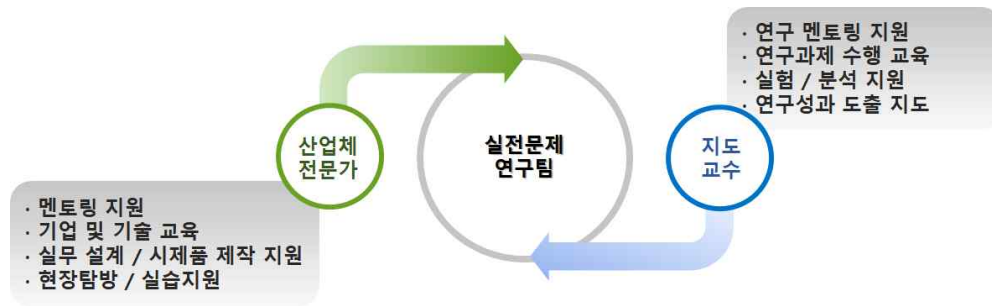 · 연구 멘토링 지원
· 연구과제 수행 교육
· 실험 / 분석 지원
· 연구성과 도출 지도
산업체
전문가
실전문제
연구팀
지도
교수
· 멘토링 지원
· 기업 및 기술 교육
· 실무 설계 / 시제품 제작 지원
· 현장탐방 / 실습지원